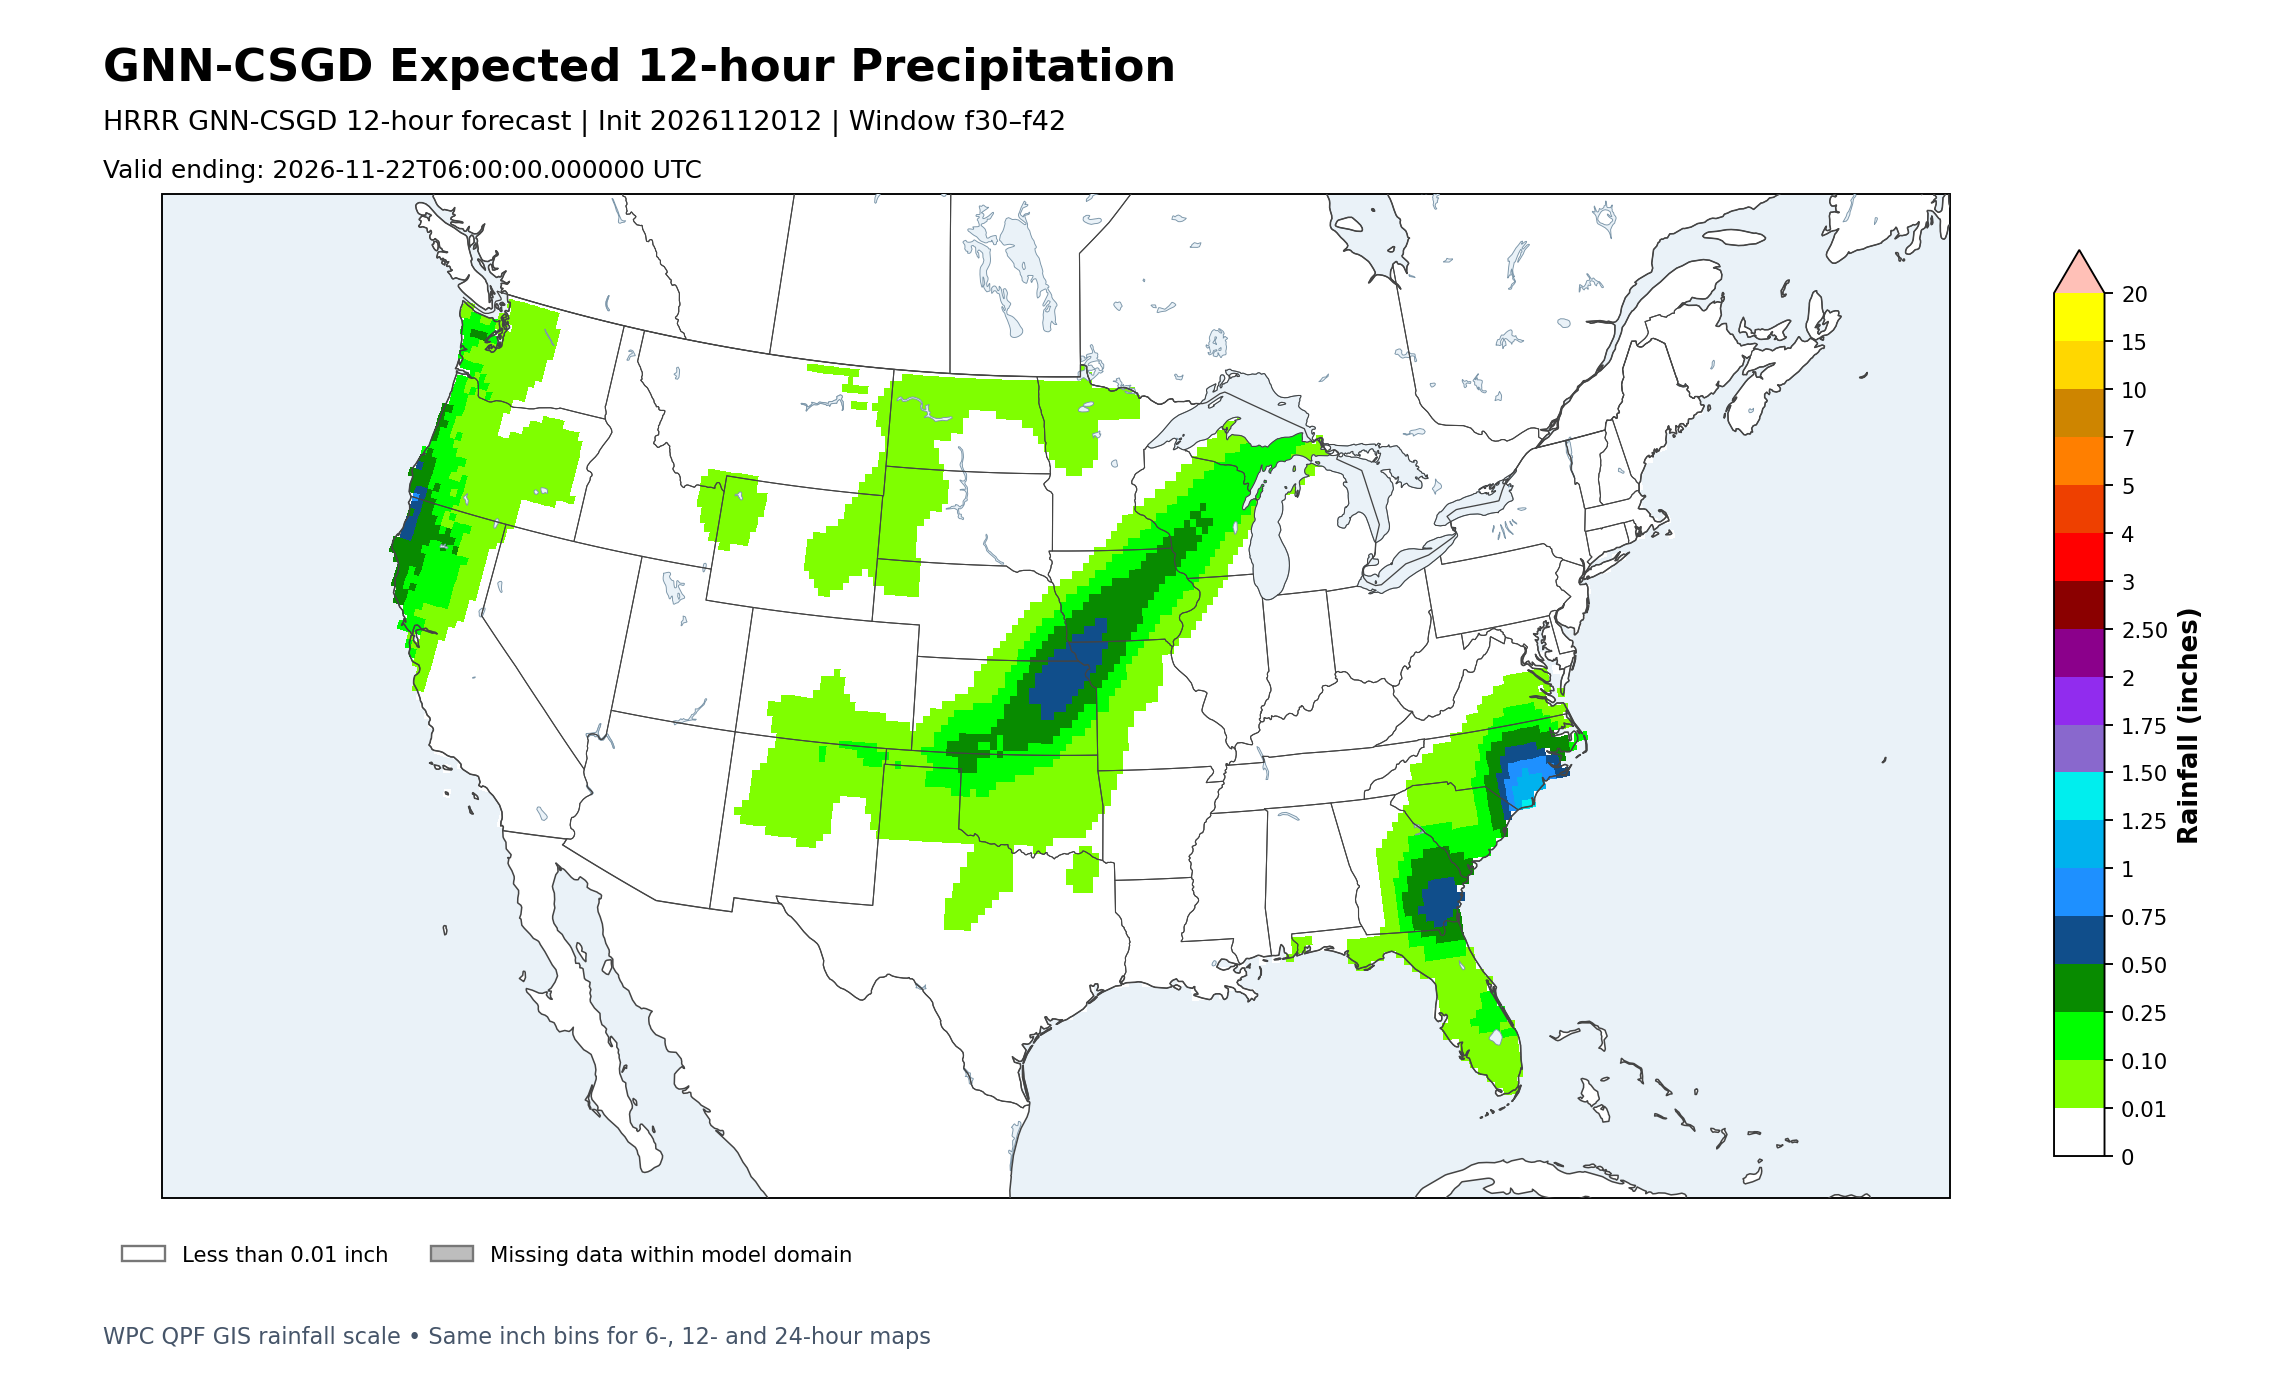 GNN-CSGD Expected 12-hour Precipitation
HRRR GNN-CSGD 12-hour forecast | Init 2026112012 | Window f30–f42
Valid ending: 2026-11-22T06:00:00.000000 UTC
20
15
10
7
5
4
3
2.50
2
1.75
1.50
1.25
1
0.75
0.50
0.25
0.10
0.01
0
Rainfall (inches)
Less than 0.01 inch
Missing data within model domain
WPC QPF GIS rainfall scale • Same inch bins for 6-, 12- and 24-hour maps